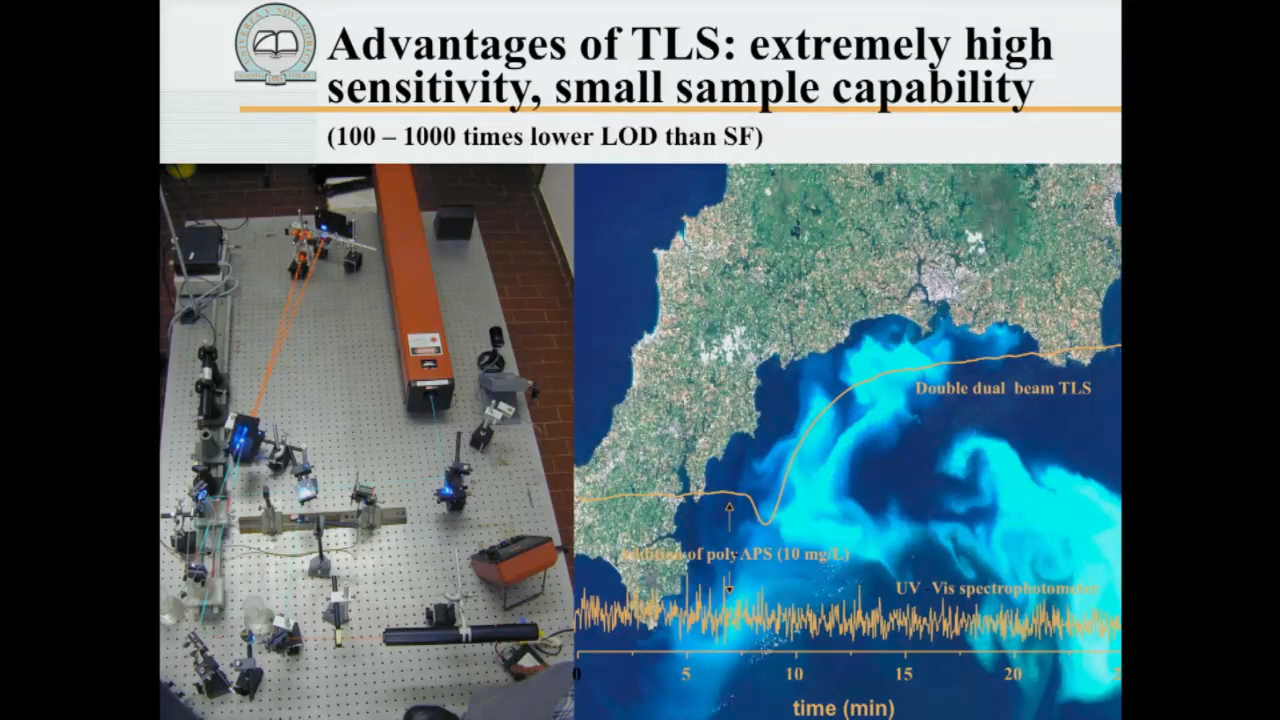 Advantages of TLS: extremely high
sensitivity, small sample capability
(100 – 1000 times lower LOD than SF)
Double dual beam TLS
Addition of poly APS (10 mg/L)
UV - Vis spectrophotometer
0 5 10 15 20
time (min)